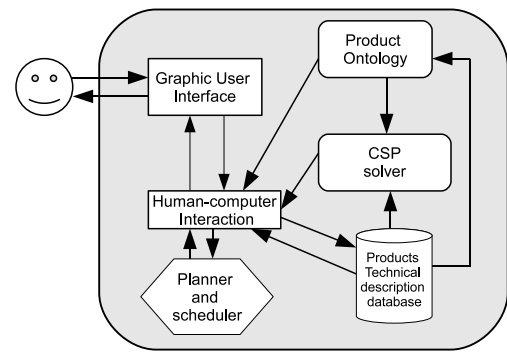 Graphic User
Interface
Product
Ontology
CSP
solver
Human-computer
Interaction
Products
Technical
description
database
Planner
and
scheduler